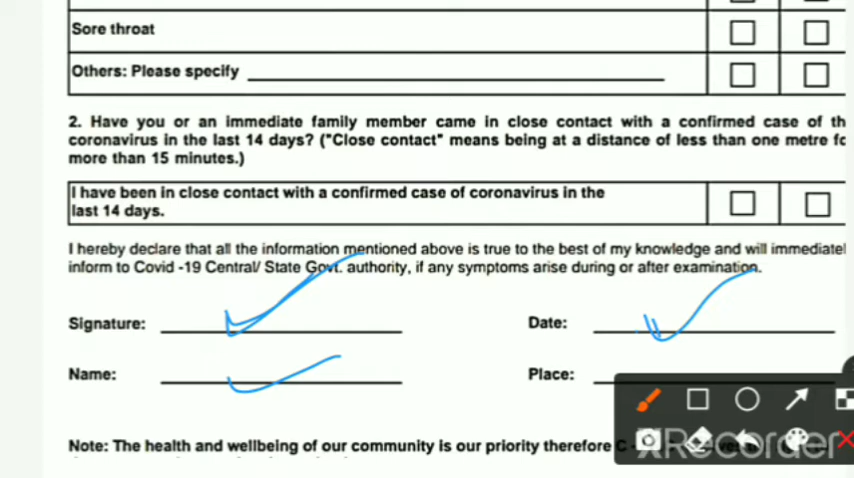 Sore throat
Others: Please specify
2. Have you or an immediate family member came in close contact with a confirmed case of th
coronavirus in the last 14 days? ("Close contact" means being at a distance of less than one metre fo
more than 15 minutes.)
I have been in close contact with a confirmed case of coronavirus in the
last 14 days.
I hereby declare that all the information mentioned above is true to the best of my knowledge and will immediatel
inform to Covid -19 Central/ State Govt. authority, if any symptoms arise during or after examination.
Signature: Date:
Name: Place:
Note: The health and wellbeing of our community is our priority therefore C
XRecorder